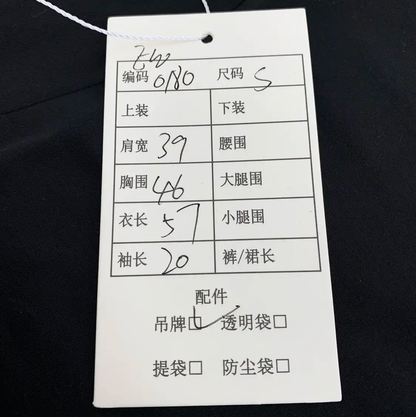 编码 0180 尺码 S
上装 下装
肩宽 39 腰围
胸围 46 大腿围
衣长 57 小腿围
袖长 20 裤/裙长
配件
吊牌☑ 透明袋□
提袋□ 防尘袋□